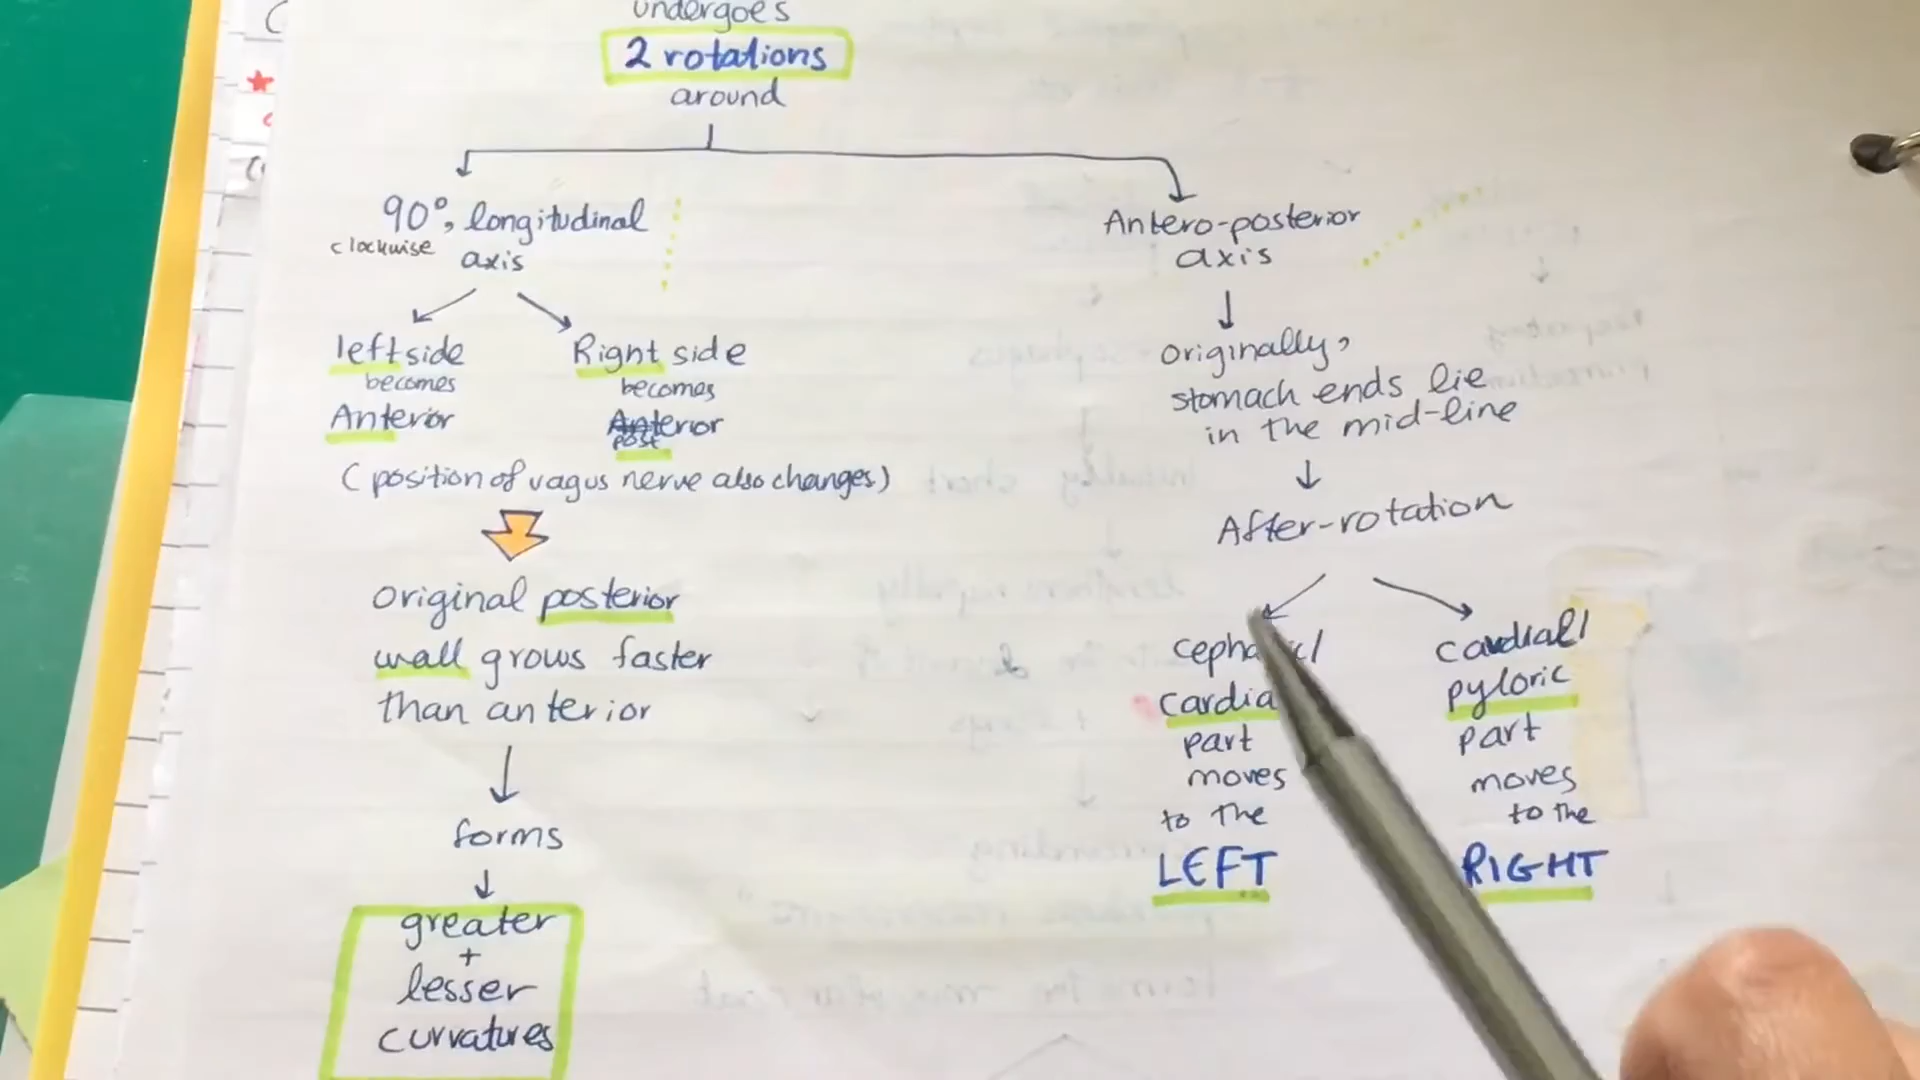 undergoes
2 rotations
around
90°, longitudinal
clockwise
axis
left side
becomes
Anterior
Right side
becomes
posterior
(position of vagus nerve also changes)
original posterior
wall grows faster
than anterior
forms
greater
+
lesser
curvatures
Antero-posterior
axis
originally,
stomach ends lie
in the mid-line
After-rotation
cardia
part
moves
to the
LEFT
pyloric
part
moves
to the
RIGHT